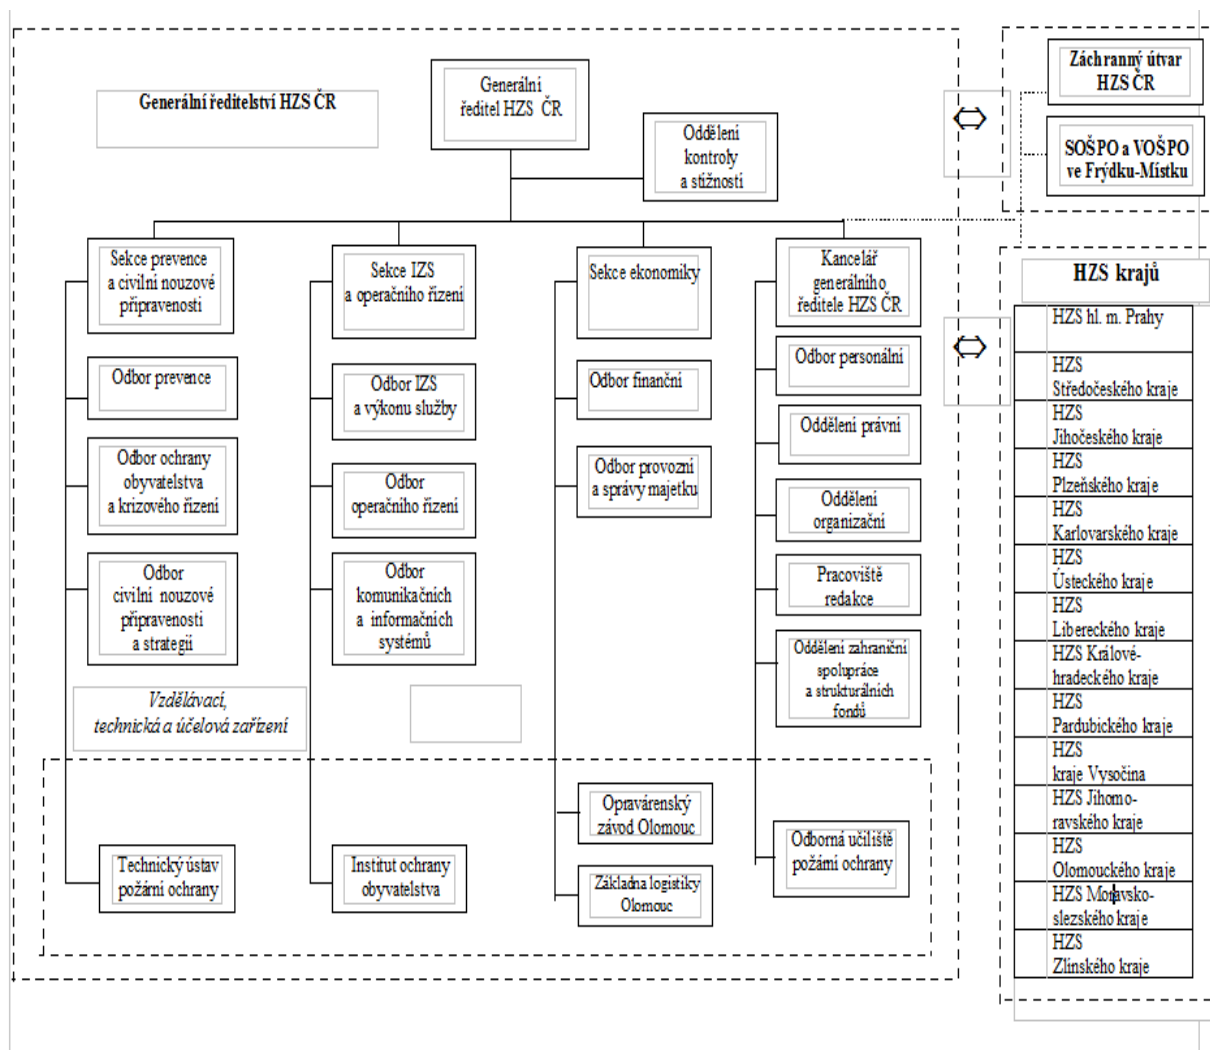 Generální ředitelství HZS ČR
Generální
ředitel HZS ČR
Oddělení
kontroly
a stížností
Záchranný útvar
HZS ČR
SOŠPO a VOŠPO
ve Frýdku-Místku
Sekce prevence
a civilní nouzové
připravenosti
Odbor prevence
Odbor ochrany
obyvatelstva
a krizového řízení
Odbor
civilní nouzové
připravenosti
a strategií
Sekce IZS
a operačního řízení
Odbor IZS
a výkonu služby
Odbor
operačního řízení
Odbor
komunikačních
a informačních
systémů
Sekce ekonomiky
Odbor finanční
Odbor provozní
a správy majetku
Kancelář
generálního
ředitele HZS ČR
Odbor personální
Oddělení právní
Oddělení
organizační
Pracoviště
redakce
Oddělení zahraniční
spolupráce
a strukturálních
fondů
Vzdělávací,
technická a účelová zařízení
Technický ústav
požární ochrany
Institut ochrany
obyvatelstva
Opravárenský
závod Olomouc
Základna logistiky
Olomouc
Odborná učiliště
požární ochrany
HZS krajů
HZS hl. m. Prahy
HZS
Středočeského kraje
HZS
Jihočeského kraje
HZS
Plzeňského kraje
HZS
Karlovarského kraje
HZS
Ústeckého kraje
HZS
Libereckého kraje
HZS Králové-
hradeckého kraje
HZS
Pardubického kraje
HZS
kraje Vysočina
HZS Jihomo-
ravského kraje
HZS
Olomouckého kraje
HZS Moravsko-
slezského kraje
HZS
Zlínského kraje